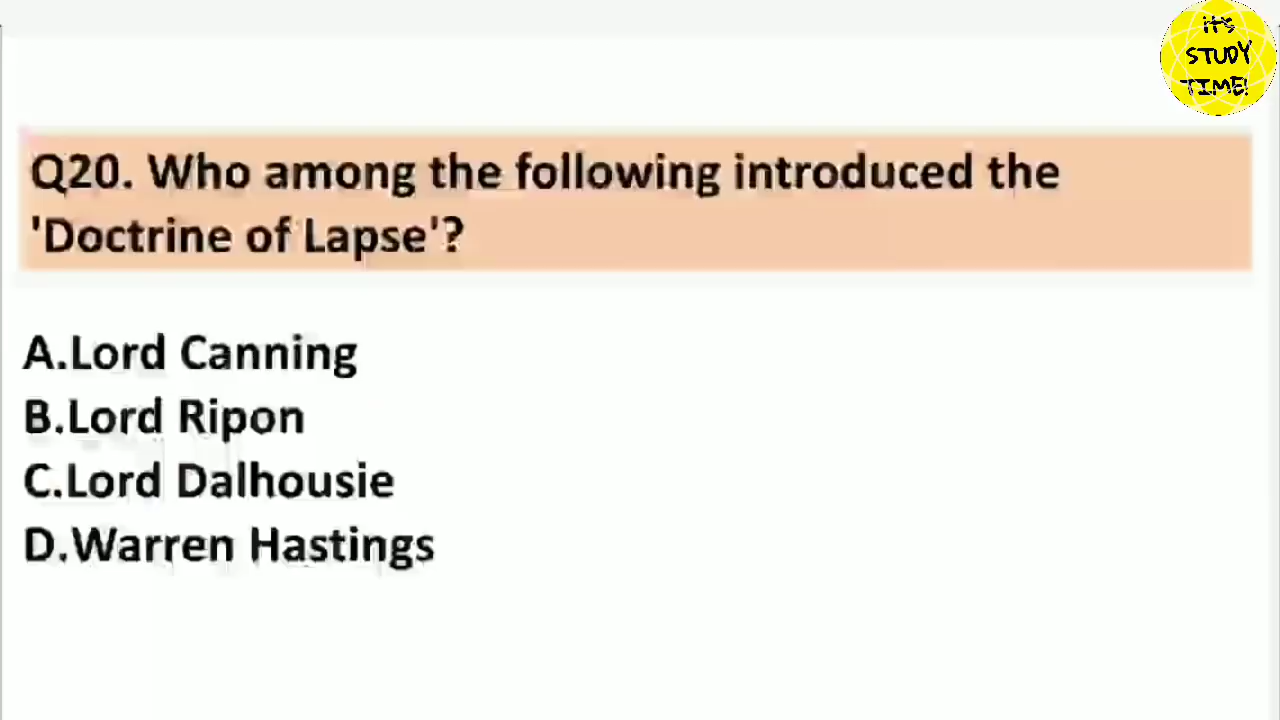 it's
STUDY
TIME!
Q20. Who among the following introduced the
'Doctrine of Lapse'?
A.Lord Canning
B.Lord Ripon
C.Lord Dalhousie
D.Warren Hastings